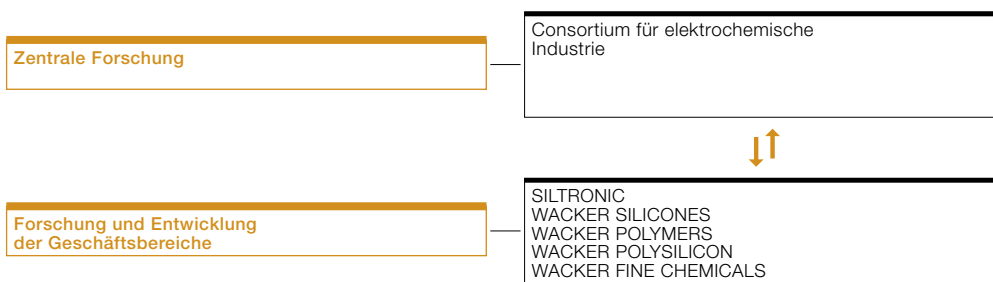 Zentrale Forschung
Consortium für elektrochemische
Industrie
Forschung und Entwicklung
der Geschäftsbereiche
SILTRONIC
WACKER SILICONES
WACKER POLYMERS
WACKER POLYSILICON
WACKER FINE CHEMICALS